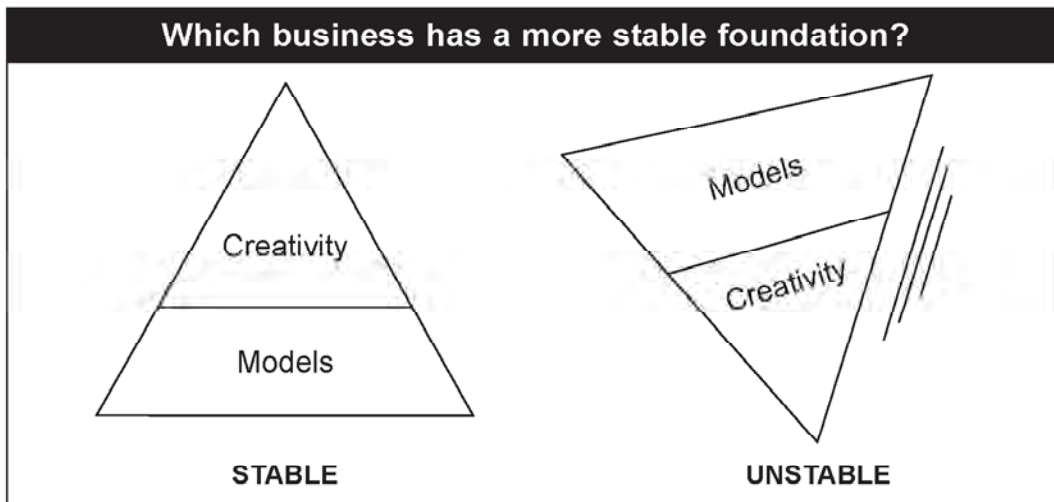 Which business has a more stable foundation?
Creativity
Models
STABLE
Models
Creativity
UNSTABLE